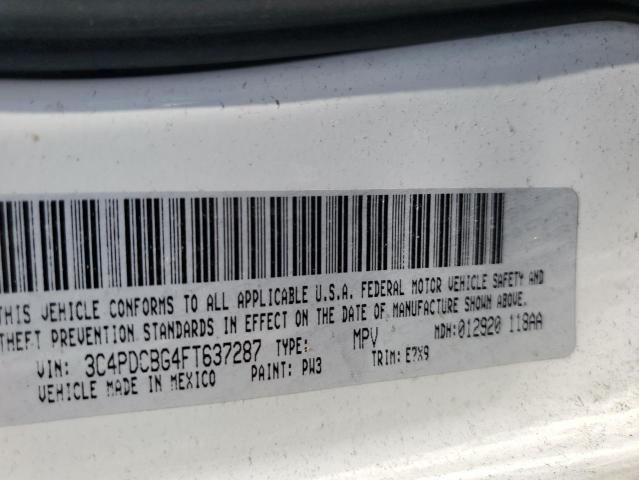 THIS VEHICLE CONFORMS TO ALL APPLICABLE U.S.A. FEDERAL MOTOR VEHICLE SAFETY AND
THEFT PREVENTION STANDARDS IN EFFECT ON THE DATE OF MANUFACTURE SHOWN ABOVE.
VIN: 3C4PDCBG4FT637287 TYPE: MPV MDH:012920 118AA
VEHICLE MADE IN MEXICO PAINT: PW3 TRIM: E7X9